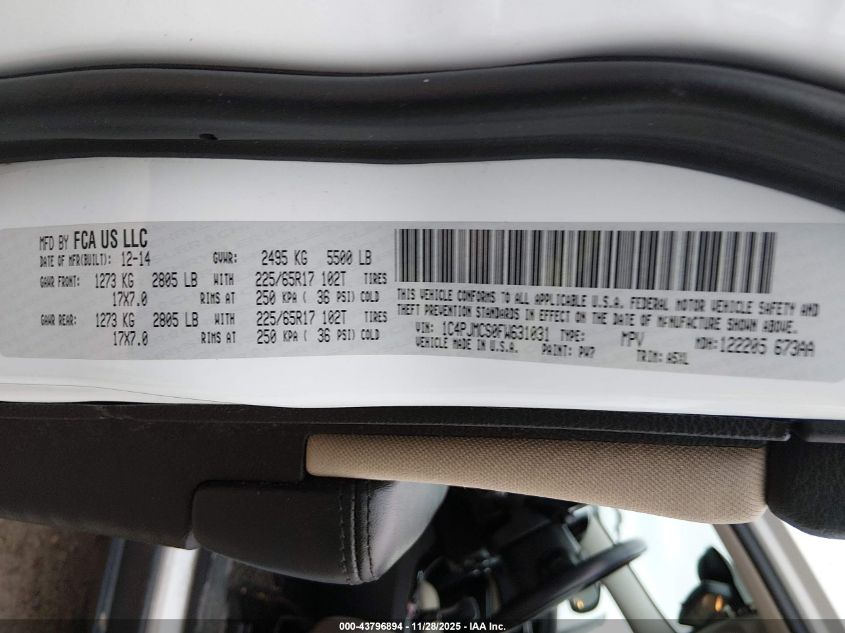 MFD BY FCA US LLC
DATE OF MFR(BUILT): 12-14 GVWR: 2495 KG 5500 LB
GAWR FRONT: 1273 KG 2805 LB WITH 225/65R17 102T TIRES
17X7.0 RIMS AT 250 KPA ( 36 PSI) COLD
GAWR REAR: 1273 KG 2805 LB WITH 225/65R17 102T TIRES
17X7.0 RIMS AT 250 KPA ( 36 PSI) COLD
THIS VEHICLE CONFORMS TO ALL APPLICABLE U.S.A. FEDERAL MOTOR VEHICLE SAFETY AND
THEFT PREVENTION STANDARDS IN EFFECT ON THE DATE OF MANUFACTURE SHOWN ABOVE.
VIN: 1C4PJMCS0FW631031 TYPE: MPV MDH: 122205 673AA
VEHICLE MADE IN U.S.A. PAINT: PW7 TRIM: A5XL
000-43796894 - 11/28/2025 - IAA Inc.